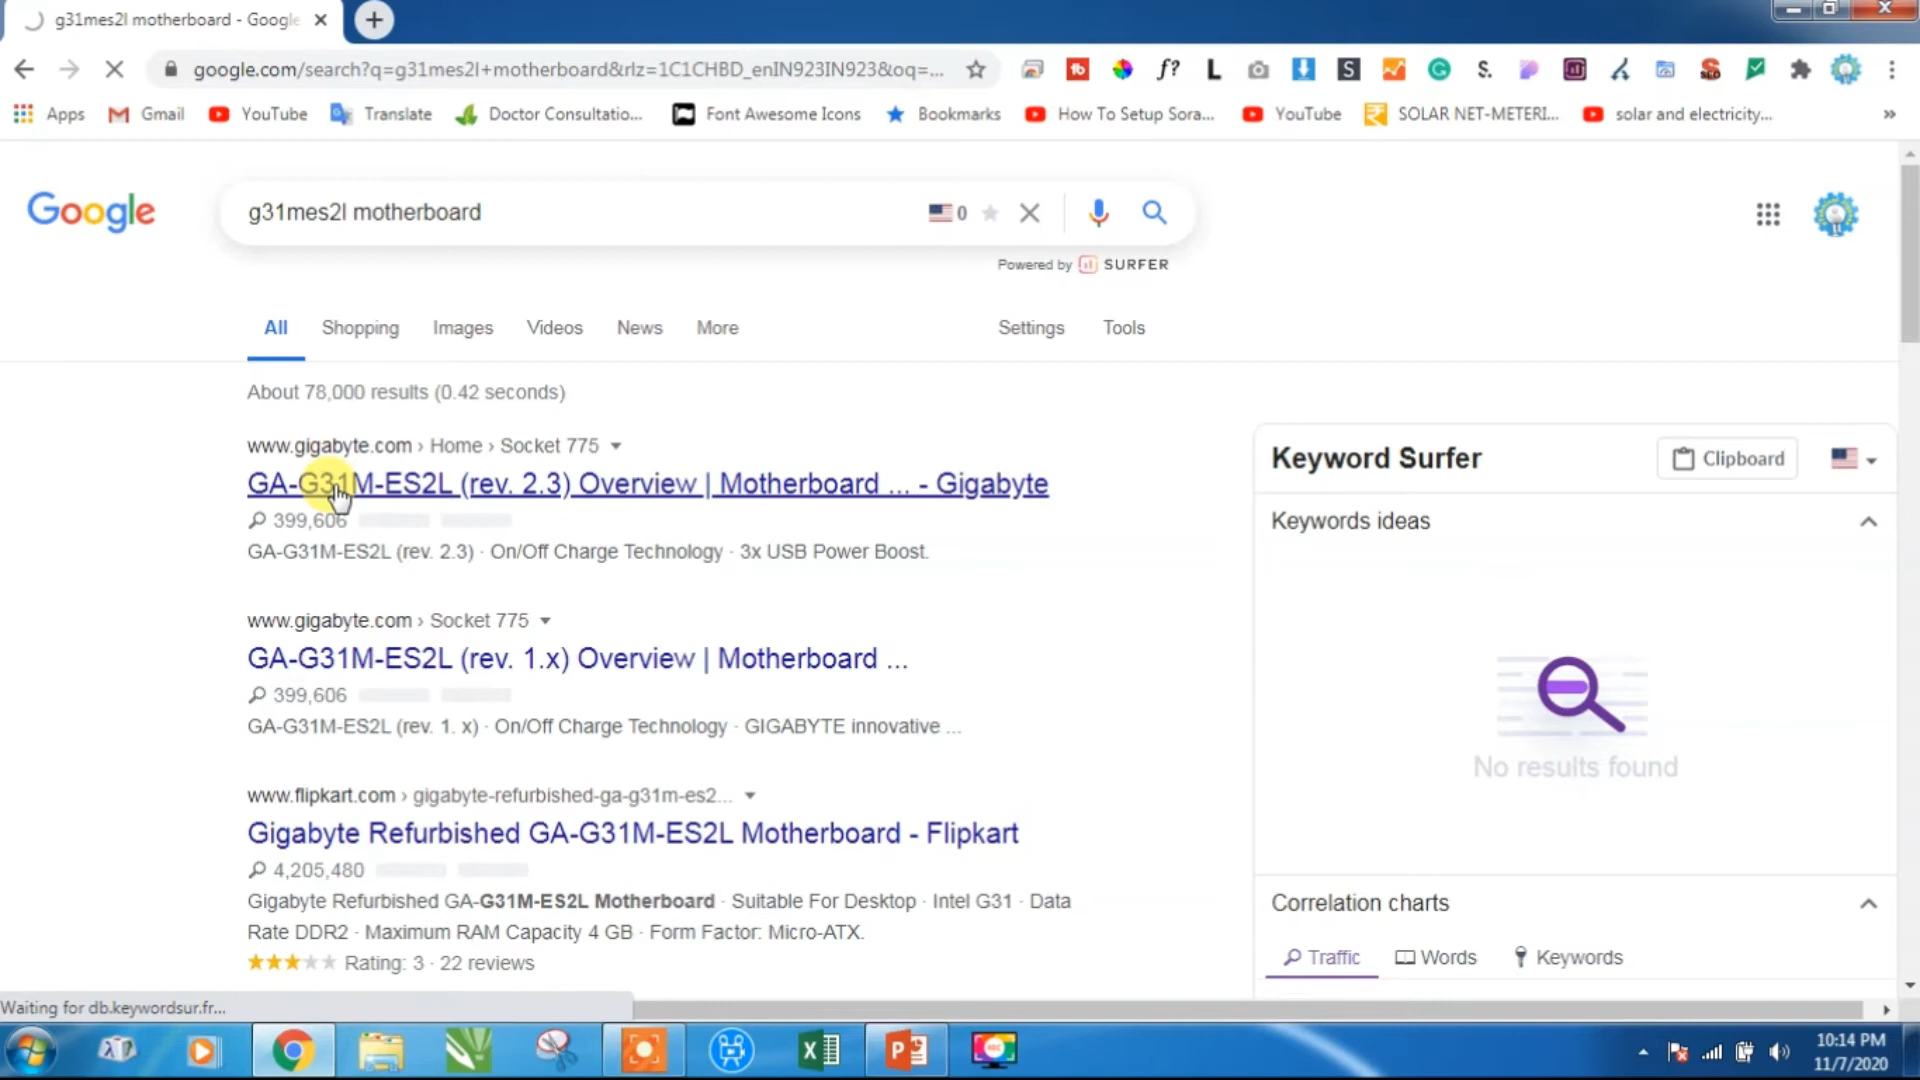 g31mes2l motherboard - Google
google.com/search?q=g31mes2l+motherboard&rlz=1C1CHBD_enIN923IN923&oq=...
Apps
Gmail
YouTube
Translate
Doctor Consultatio...
Font Awesome Icons
Bookmarks
How To Setup Sora...
YouTube
SOLAR NET-METERI...
solar and electricity...
»
Google
g31mes2l motherboard
0
Powered by SURFER
All
Shopping
Images
Videos
News
More
Settings
Tools
About 78,000 results (0.42 seconds)
www.gigabyte.com › Home › Socket 775
GA-G31M-ES2L (rev. 2.3) Overview | Motherboard ... - Gigabyte
399,606
GA-G31M-ES2L (rev. 2.3) · On/Off Charge Technology · 3x USB Power Boost.
www.gigabyte.com › Socket 775
GA-G31M-ES2L (rev. 1.x) Overview | Motherboard ...
399,606
GA-G31M-ES2L (rev. 1. x) · On/Off Charge Technology · GIGABYTE innovative ...
www.flipkart.com › gigabyte-refurbished-ga-g31m-es2...
Gigabyte Refurbished GA-G31M-ES2L Motherboard - Flipkart
4,205,480
Gigabyte Refurbished GA-G31M-ES2L Motherboard · Suitable For Desktop · Intel G31 · Data
Rate DDR2 · Maximum RAM Capacity 4 GB · Form Factor: Micro-ATX.
Rating: 3 · 22 reviews
Keyword Surfer
Clipboard
Keywords ideas
No results found
Correlation charts
Traffic
Words
Keywords
Waiting for db.keywordsur.fr...
10:14 PM
11/7/2020